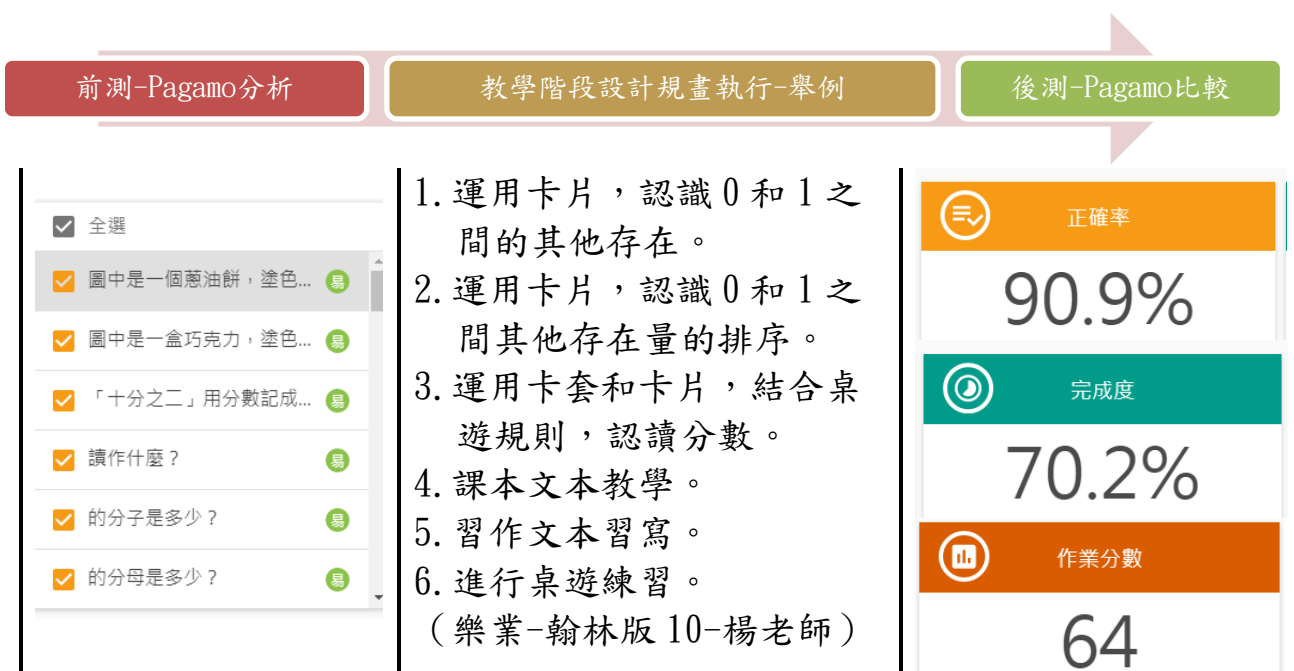 前測-Pagamo分析
教學階段設計規畫執行-舉例
後測-Pagamo比較
全選
圖中是一個蔥油餅，塗色... 易
圖中是一盒巧克力，塗色... 易
「十分之二」用分數記成... 易
讀作什麼？ 易
的分子是多少？ 易
的分母是多少？ 易
1.運用卡片，認識0和1之
間的其他存在。
2.運用卡片，認識0和1之
間其他存在量的排序。
3.運用卡套和卡片，結合桌
遊規則，認讀分數。
4.課本文本教學。
5.習作文本習寫。
6.進行桌遊練習。
（樂業-翰林版10-楊老師）
正確率
90.9%
完成度
70.2%
作業分數
64